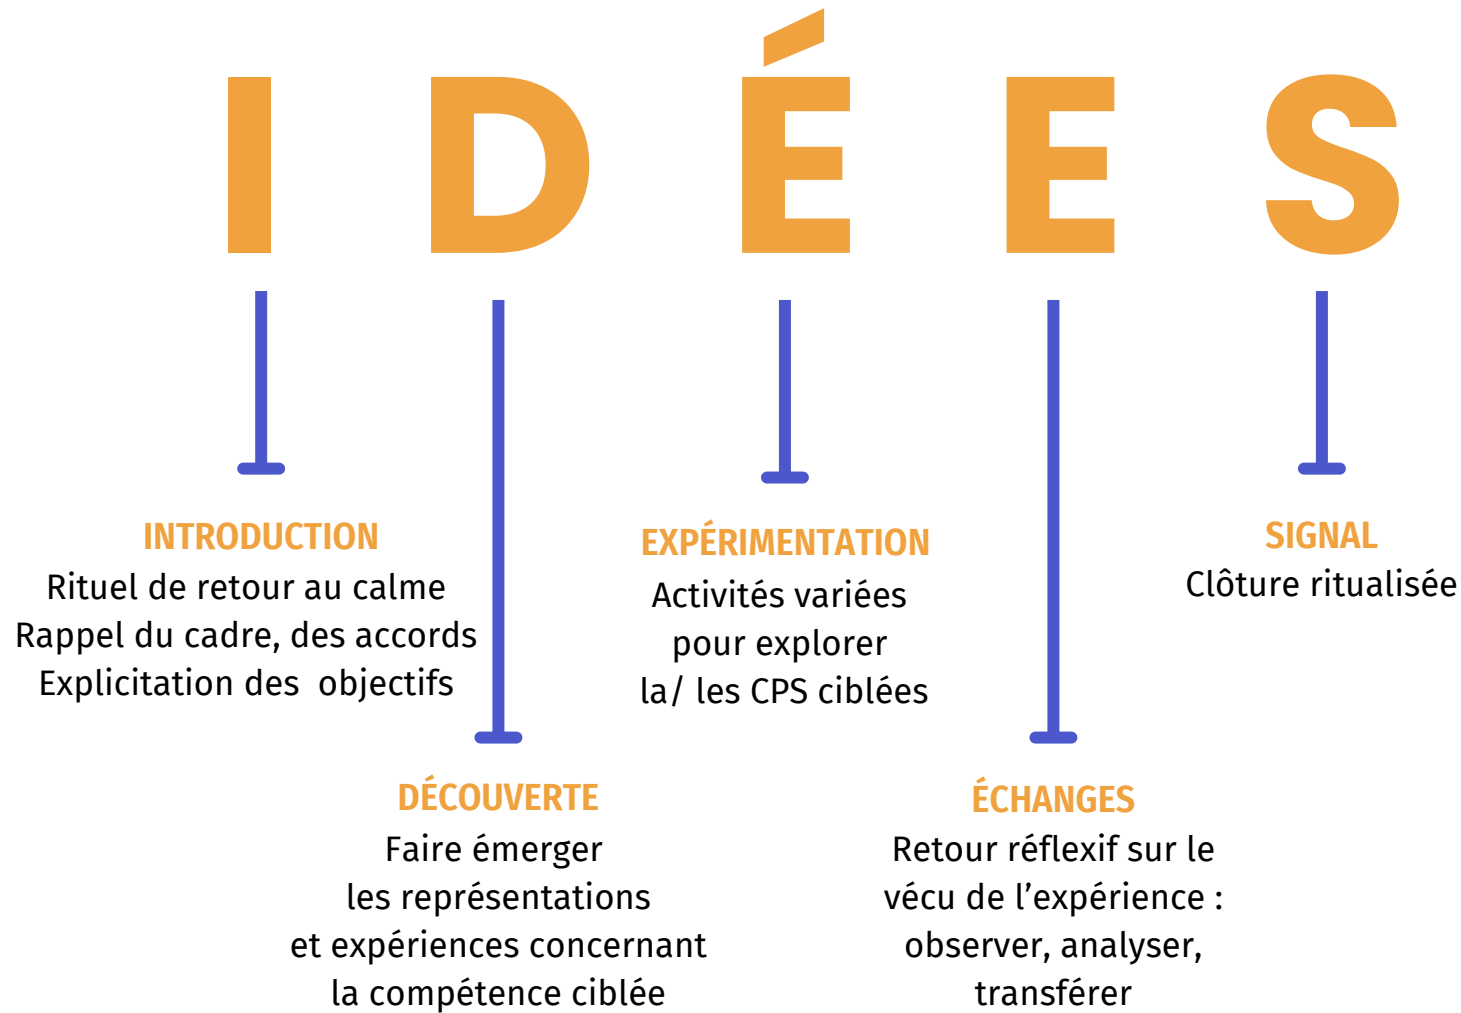 I D É E S
INTRODUCTION
Rituel de retour au calme
Rappel du cadre, des accords
Explicitation des objectifs
DÉCOUVERTE
Faire émerger
les représentations
et expériences concernant
la compétence ciblée
EXPÉRIMENTATION
Activités variées
pour explorer
la/ les CPS ciblées
ÉCHANGES
Retour réflexif sur le
vécu de l’expérience :
observer, analyser,
transférer
SIGNAL
Clôture ritualisée